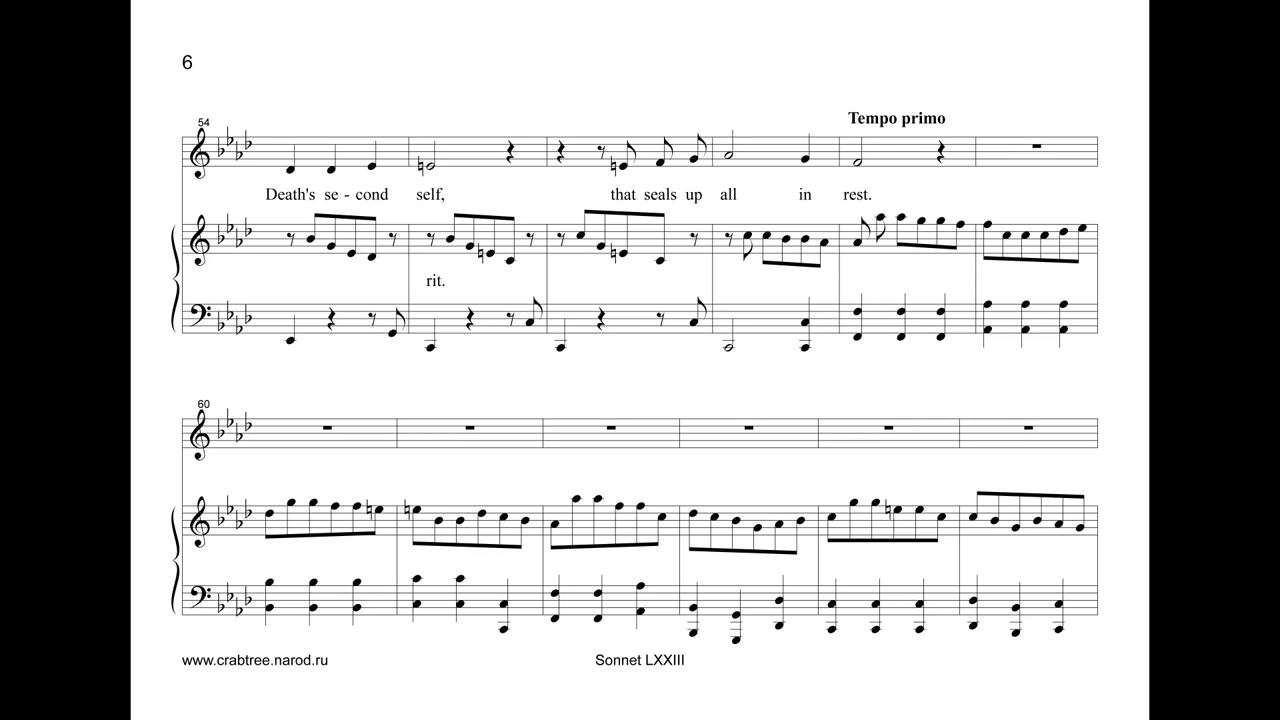 6
Tempo primo
54
Death's se - cond self, that seals up all in rest.
rit.
60
www.crabtree.narod.ru Sonnet LXXIII